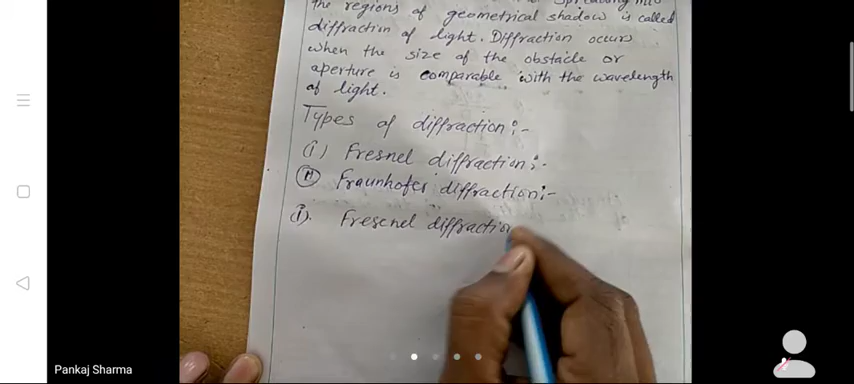 the regions of geometrical shadow is called
diffraction of light. Diffraction occurs
when the size of the obstacle or
aperture is comparable with the wavelength
of light.
Types of diffraction:-
(i) Fresnel diffraction:-
(ii) Fraunhofer diffraction:-
(i). Fresenel diffraction
Pankaj Sharma